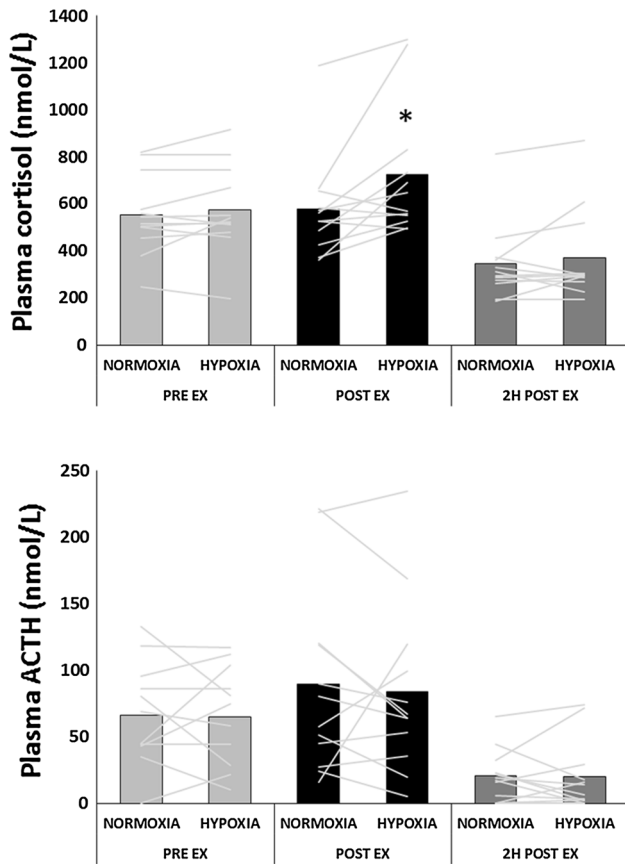 Plasma cortisol (nmol/L)
1400
1200
1000
800
600
400
200
0
*
NORMOXIA HYPOXIA NORMOXIA HYPOXIA NORMOXIA HYPOXIA
PRE EX POST EX 2H POST EX
Plasma ACTH (nmol/L)
250
200
150
100
50
0
NORMOXIA HYPOXIA NORMOXIA HYPOXIA NORMOXIA HYPOXIA
PRE EX POST EX 2H POST EX